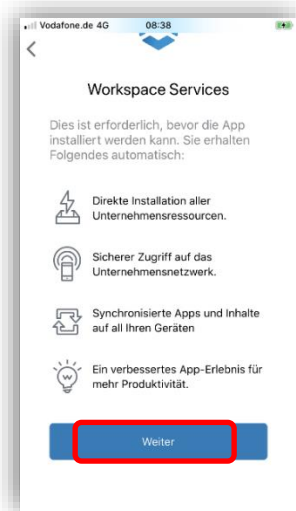 Vodafone.de 4G 08:38
Workspace Services
Dies ist erforderlich, bevor die App
installiert werden kann. Sie erhalten
Folgendes automatisch:
Direkte Installation aller
Unternehmensressourcen.
Sicherer Zugriff auf das
Unternehmensnetzwerk.
Synchronisierte Apps und Inhalte
auf all Ihren Geräten
Ein verbessertes App-Erlebnis für
mehr Produktivität.
Weiter